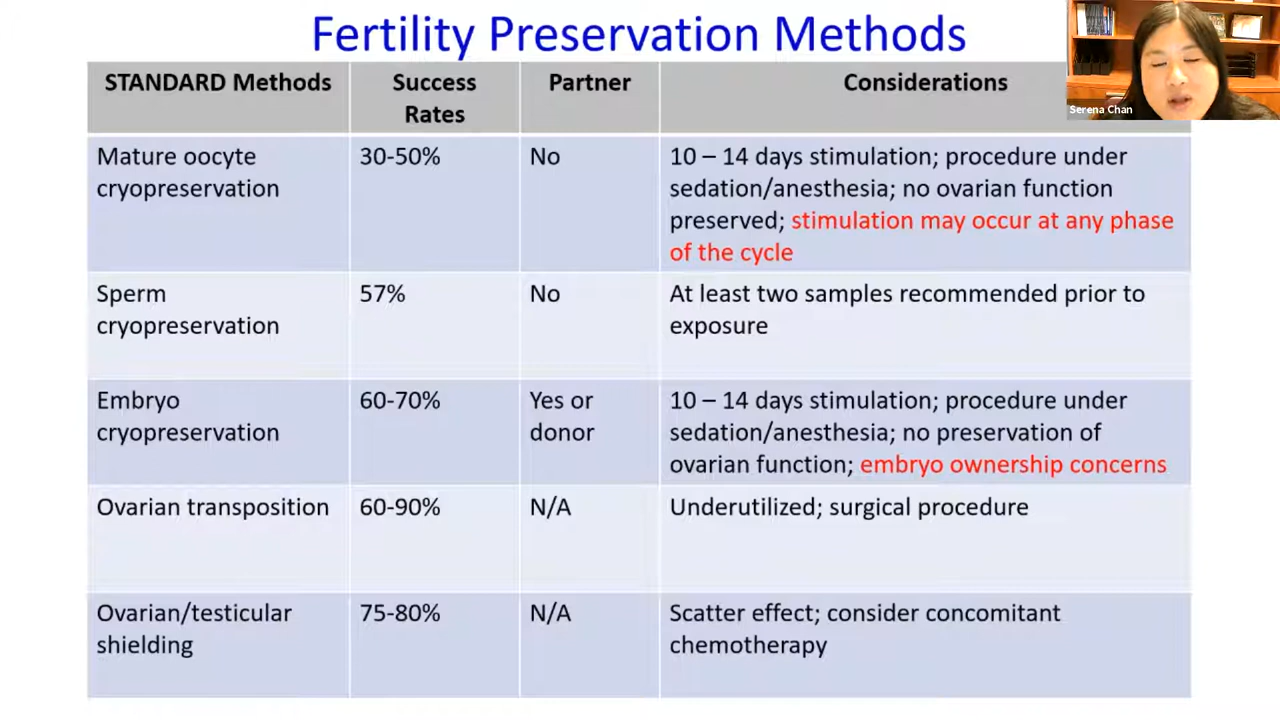 Fertility Preservation Methods
STANDARD Methods
Success
Rates
Partner
Considerations
Serena Chan
Mature oocyte
cryopreservation
30-50%
No
10 – 14 days stimulation; procedure under
sedation/anesthesia; no ovarian function
preserved; stimulation may occur at any phase
of the cycle
Sperm
cryopreservation
57%
No
At least two samples recommended prior to
exposure
Embryo
cryopreservation
60-70%
Yes or
donor
10 – 14 days stimulation; procedure under
sedation/anesthesia; no preservation of
ovarian function; embryo ownership concerns
Ovarian transposition
60-90%
N/A
Underutilized; surgical procedure
Ovarian/testicular
shielding
75-80%
N/A
Scatter effect; consider concomitant
chemotherapy